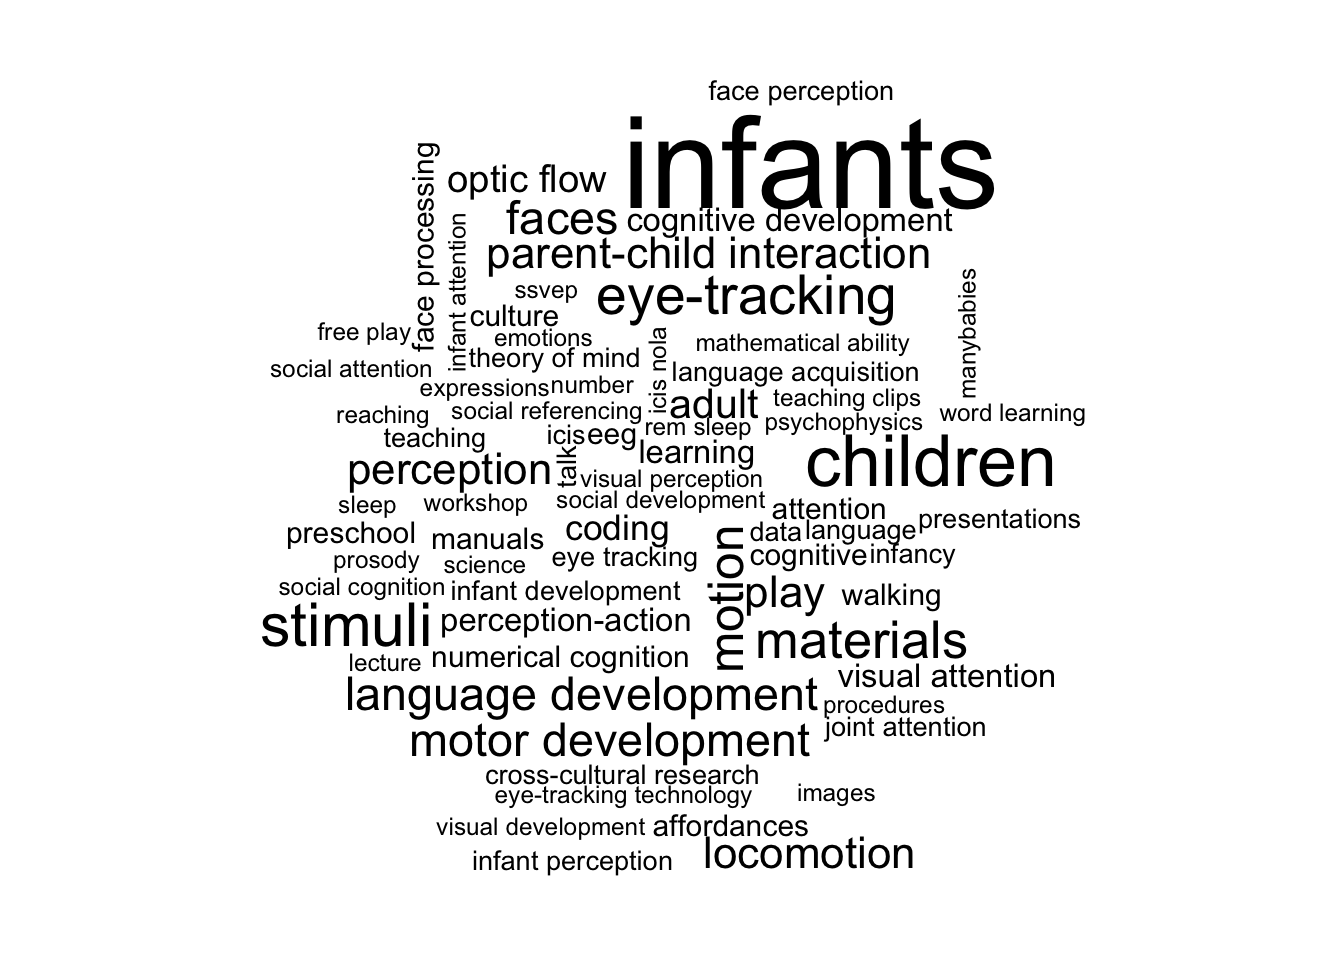 face perception
infants
face processing
optic flow
faces
cognitive development
infant attention
parent-child interaction
ssvep
eye-tracking
manybabies
culture
free play
emotions
icis nola
mathematical ability
theory of mind
social attention
language acquisition
expressions
number
adult
teaching clips
reaching
social referencing
word learning
psychophysics
rem sleep
teaching
icis
eeg
learning
children
perception
talk
visual perception
sleep
workshop
social development
attention
presentations
preschool
manuals
coding
motion
data
language
prosody
science
eye tracking
cognitive
infancy
social cognition
infant development
play
walking
stimuli
perception-action
materials
lecture
numerical cognition
visual attention
language development
procedures
joint attention
motor development
cross-cultural research
eye-tracking technology
images
visual development
affordances
infant perception
locomotion